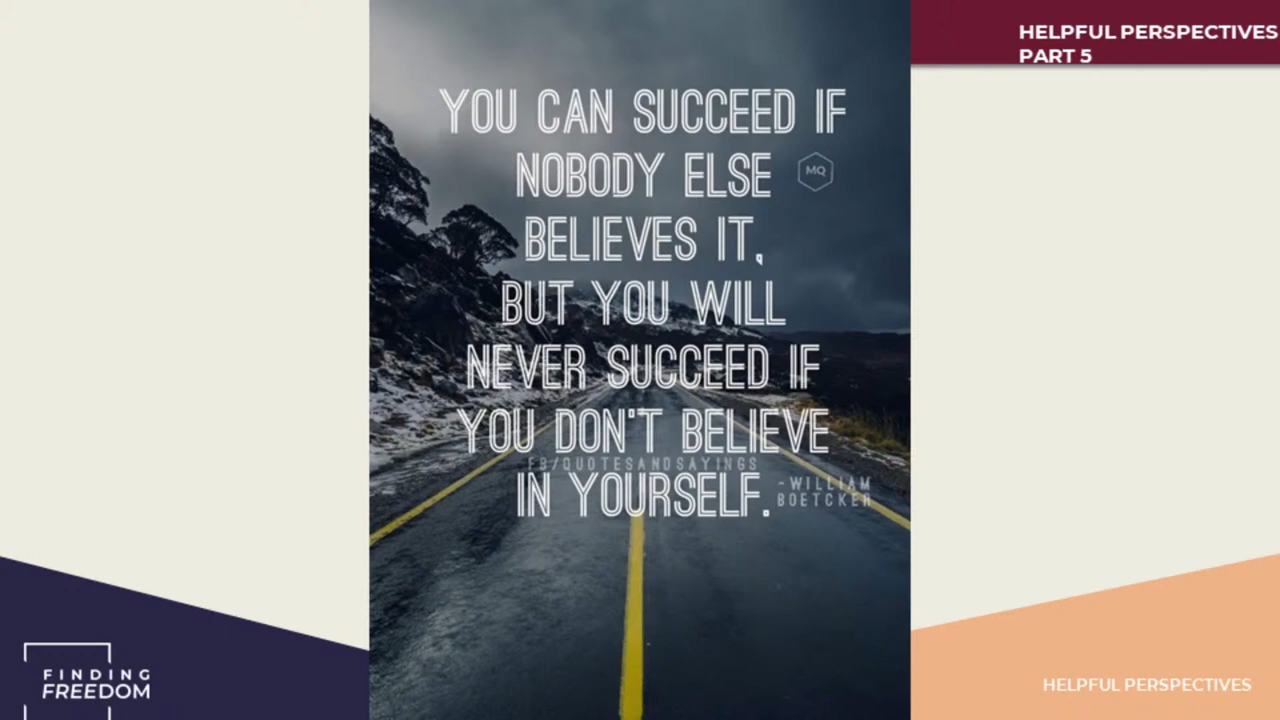 HELPFUL PERSPECTIVES
PART 5
YOU CAN SUCCEED IF
NOBODY ELSE
MQ
BELIEVES IT,
BUT YOU WILL
NEVER SUCCEED IF
YOU DON'T BELIEVE
FB/QUOTESANDSAYINGS
IN YOURSELF.
-WILLIAM
BOETCKER
FINDING
FREEDOM
HELPFUL PERSPECTIVES